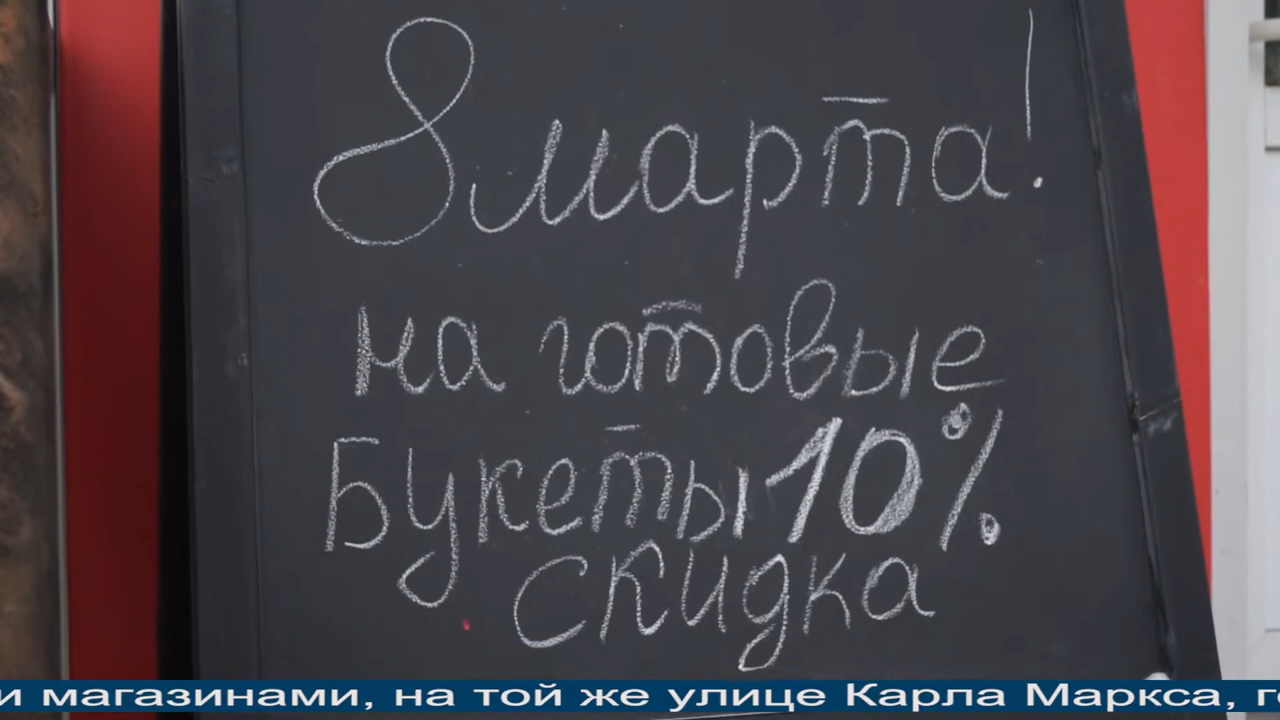 8 марта!
на готовые
Букеты 10%
скидка
и магазинами, на той же улице Карла Маркса, г